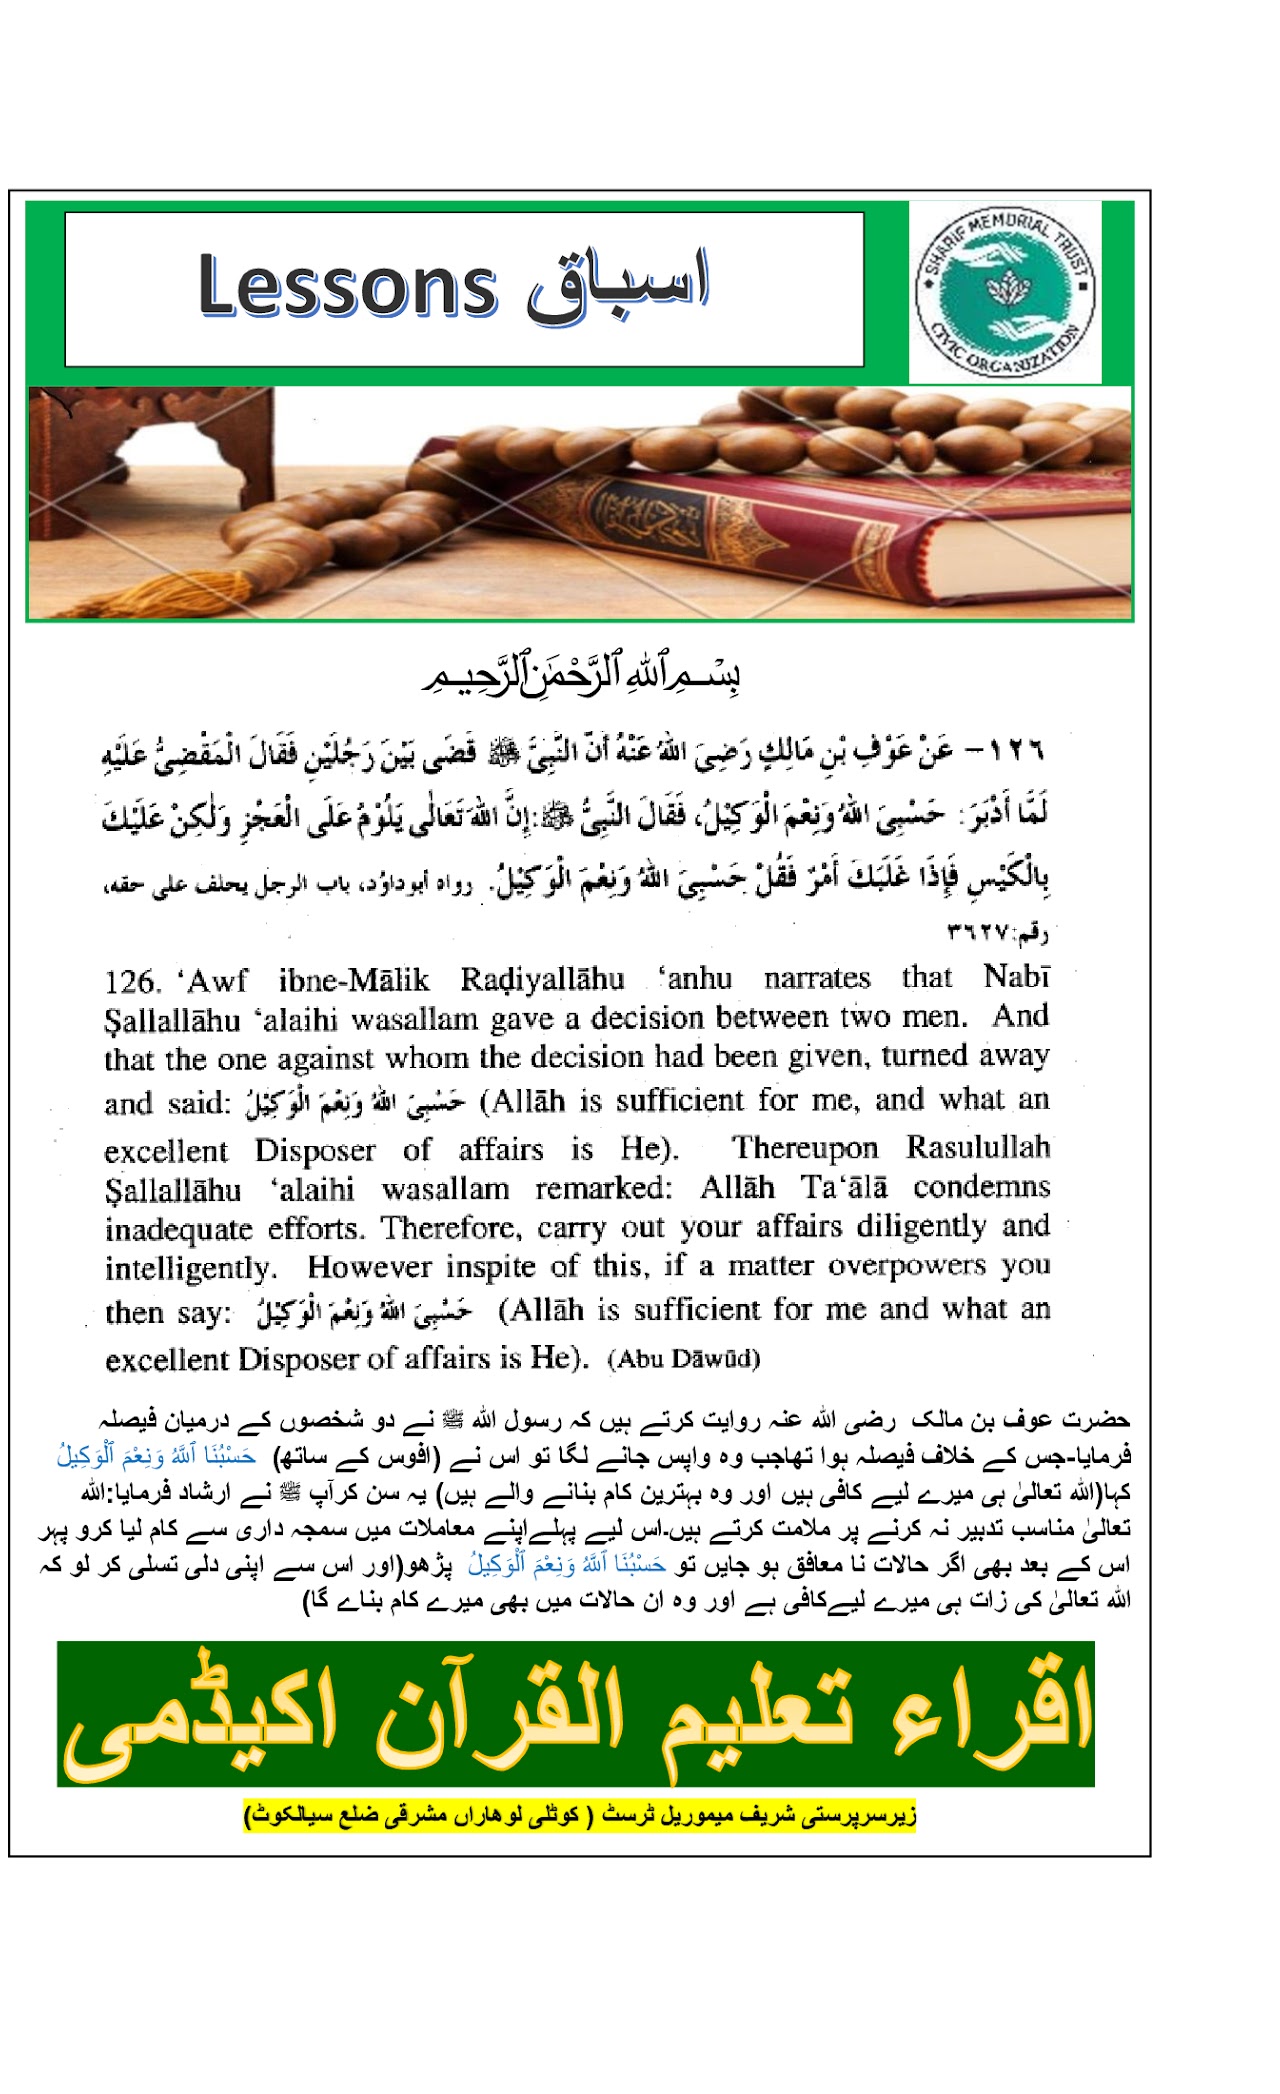 Lessons اسباق
SHARIF MEMORIAL TRUST
CIVIC ORGANIZATION
بِسْمِ ٱللَّهِ ٱلرَّحْمَٰنِ ٱلرَّحِيمِ
١٢٦- عَنْ عَوْفِ بْنِ مَالِكٍ رَضِىَ اللهُ عَنْهُ أَنَّ النَّبِىَّ ﷺ قَضَى بَيْنَ رَجُلَيْنِ فَقَالَ الْمَقْضِىُّ عَلَيْهِ
لَمَّا أَدْبَرَ: حَسْبِىَ اللهُ وَنِعْمَ الْوَكِيْلُ، فَقَالَ النَّبِىُّ ﷺ: إِنَّ اللهَ تَعَالٰى يَلُوْمُ عَلَى الْعَجْزِ وَلٰكِنْ عَلَيْكَ
بِالْكَيْسِ فَإِذَا غَلَبَكَ أَمْرٌ فَقُلْ حَسْبِىَ اللهُ وَنِعْمَ الْوَكِيْلُ. رواه أبوداؤد، باب الرجل يحلف على حقه،
رقم:٣٦٢٧
126. ‘Awf ibne-Mālik Raḍiyallāhu ‘anhu narrates that Nabī
Ṣallallāhu ‘alaihi wasallam gave a decision between two men. And
that the one against whom the decision had been given, turned away
and said: حَسْبِىَ اللهُ وَنِعْمَ الْوَكِيْلُ (Allāh is sufficient for me, and what an
excellent Disposer of affairs is He). Thereupon Rasulullah
Ṣallallāhu ‘alaihi wasallam remarked: Allāh Ta‘ālā condemns
inadequate efforts. Therefore, carry out your affairs diligently and
intelligently. However inspite of this, if a matter overpowers you
then say: حَسْبِىَ اللهُ وَنِعْمَ الْوَكِيْلُ (Allāh is sufficient for me and what an
excellent Disposer of affairs is He). (Abu Dāwūd)
حضرت عوف بن مالک رضی اللہ عنہ روایت کرتے ہیں کہ رسول اللہ ﷺ نے دو شخصوں کے درمیان فیصلہ
فرمایا-جس کے خلاف فیصلہ ہوا تھاجب وہ واپس جانے لگا تو اس نے (افوس کے ساتھ) حَسْبُنَا ٱللَّهُ وَنِعْمَ ٱلْوَكِيلُ
کہا(اللہ تعالیٰ ہی میرے لیے کافی ہیں اور وہ بہترین کام بنانے والے ہیں) یہ سن کرآپ ﷺ نے ارشاد فرمایا:اللہ
تعالیٰ مناسب تدبیر نہ کرنے پر ملامت کرتے ہیں۔اس لیے پہلےاپنے معاملات میں سمجہ داری سے کام لیا کرو پہر
اس کے بعد بھی اگر حالات نا معافق ہو جایں تو حَسْبُنَا ٱللَّهُ وَنِعْمَ ٱلْوَكِيلُ پڑھو(اور اس سے اپنی دلی تسلی کر لو کہ
اللہ تعالیٰ کی زات ہی میرے لیےکافی ہے اور وہ ان حالات میں بھی میرے کام بناے گا)
اقراء تعلیم القرآن اکیڈمی
زیرسرپرستی شریف میموریل ٹرسٹ ( کوٹلی لوھاراں مشرقی ضلع سیالکوٹ)